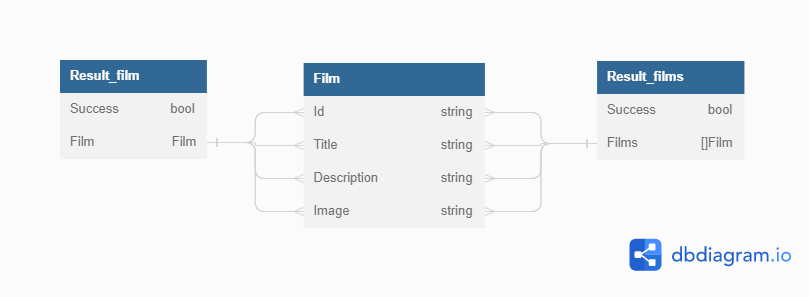 Result_film
Success bool
Film Film
Film
Id string
Title string
Description string
Image string
Result_films
Success bool
Films []Film
dbdiagram.io